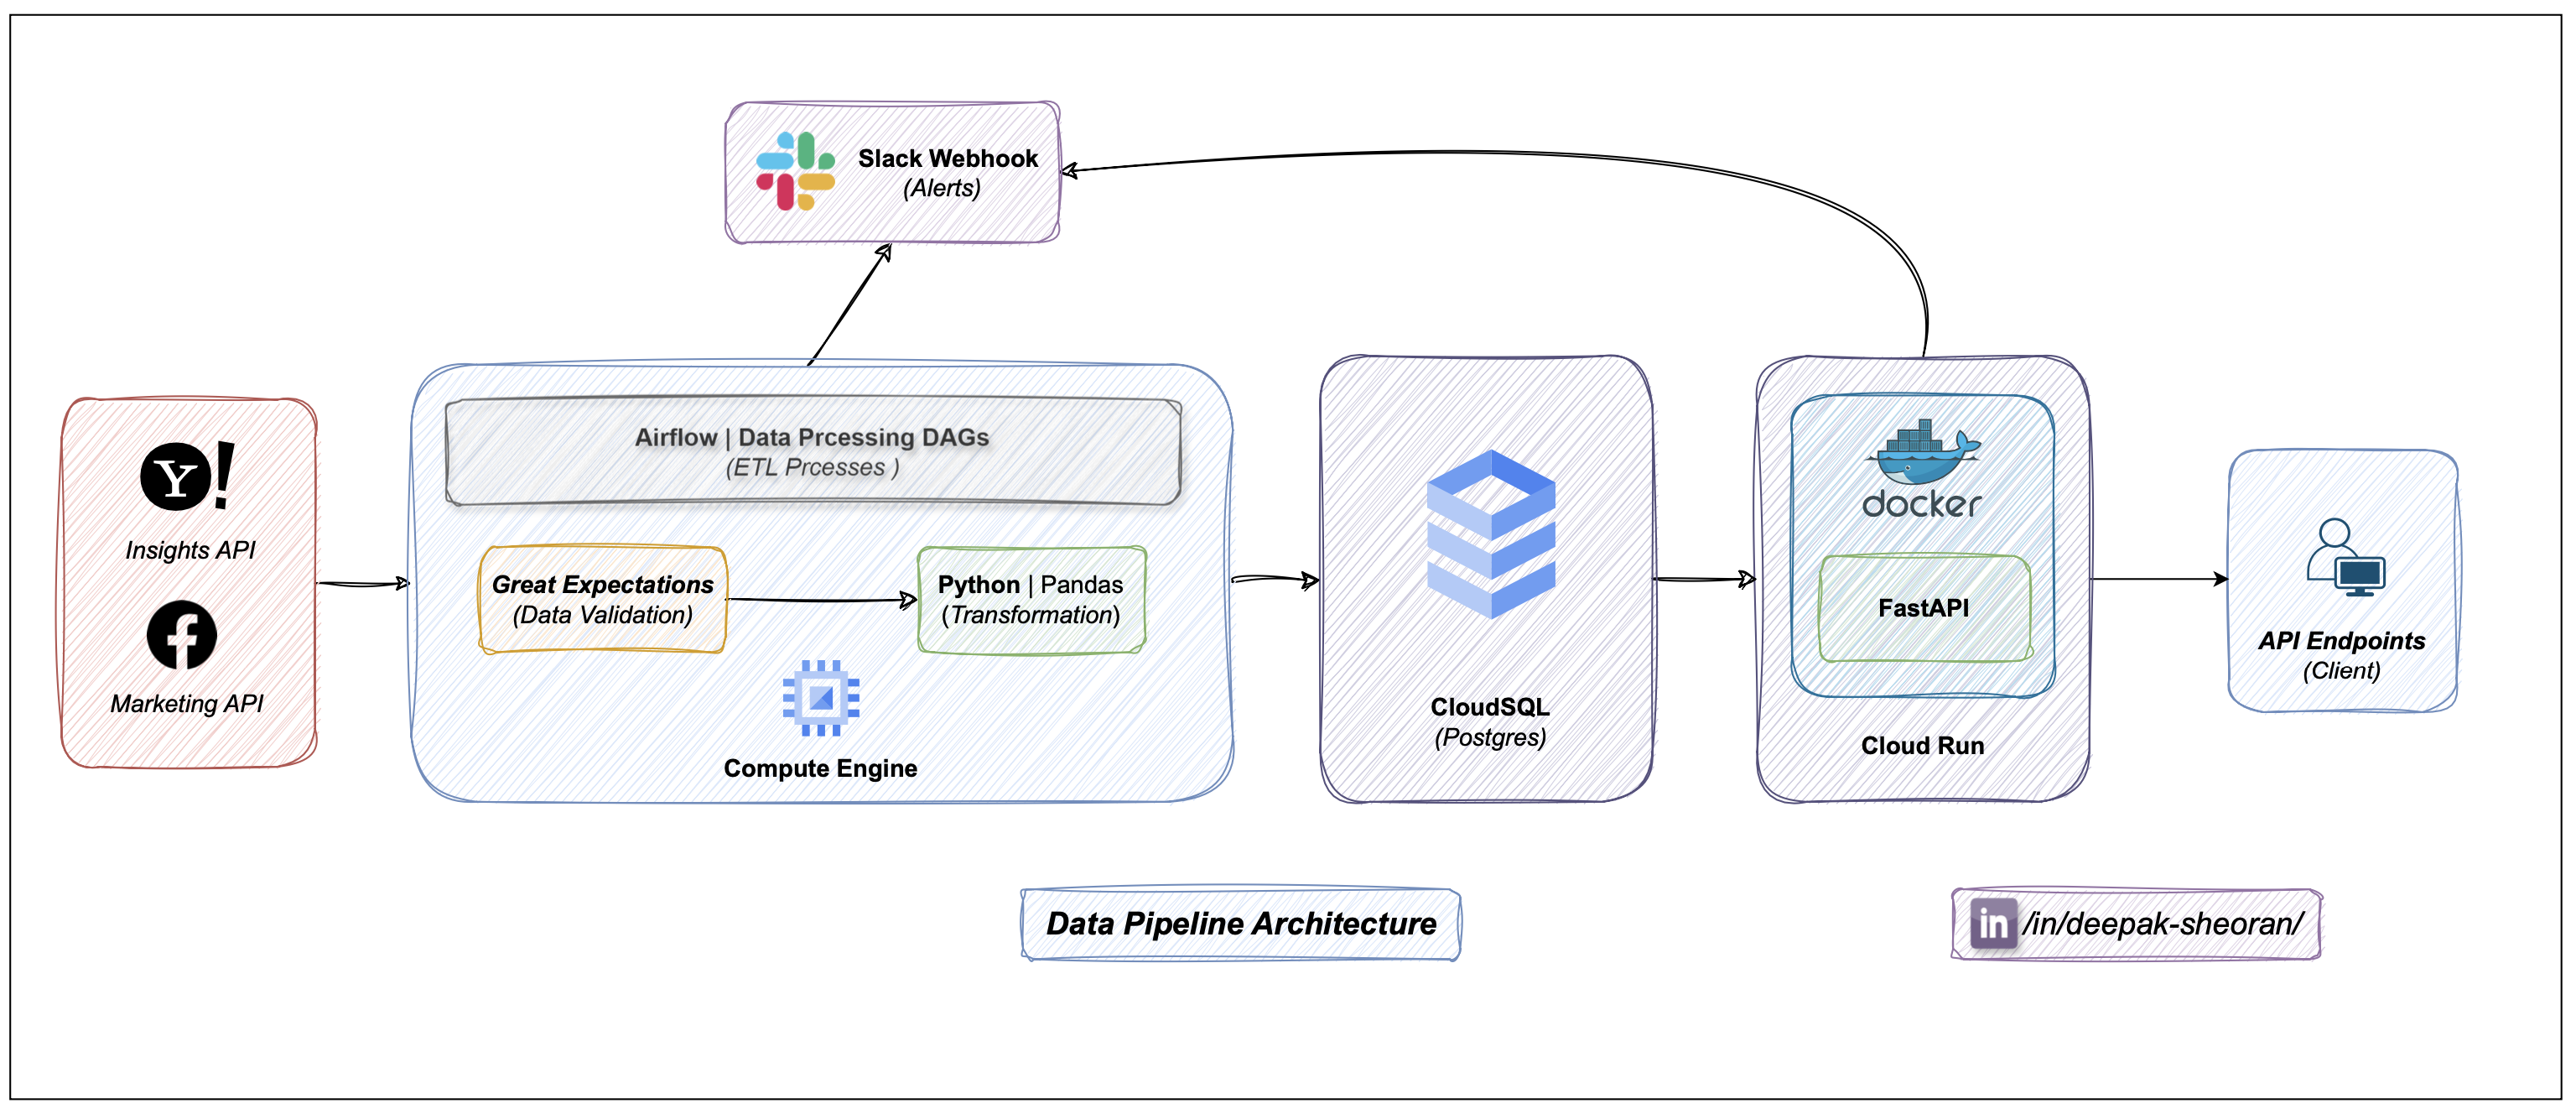 Slack Webhook
(Alerts)
Y!
Insights API
Marketing API
Airflow | Data Prcessing DAGs
(ETL Prcesses )
Great Expectations
(Data Validation)
Python | Pandas
(Transformation)
Compute Engine
CloudSQL
(Postgres)
docker
FastAPI
Cloud Run
API Endpoints
(Client)
Data Pipeline Architecture
in /in/deepak-sheoran/